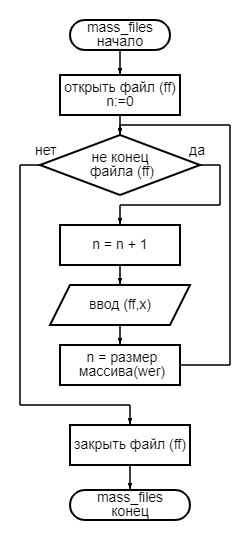 mass_files
начало
открыть файл (ff)
n:=0
нет
не конец
файла (ff)
да
n = n + 1
ввод (ff,x)
n = размер
массива(wer)
закрыть файл (ff)
mass_files
конец